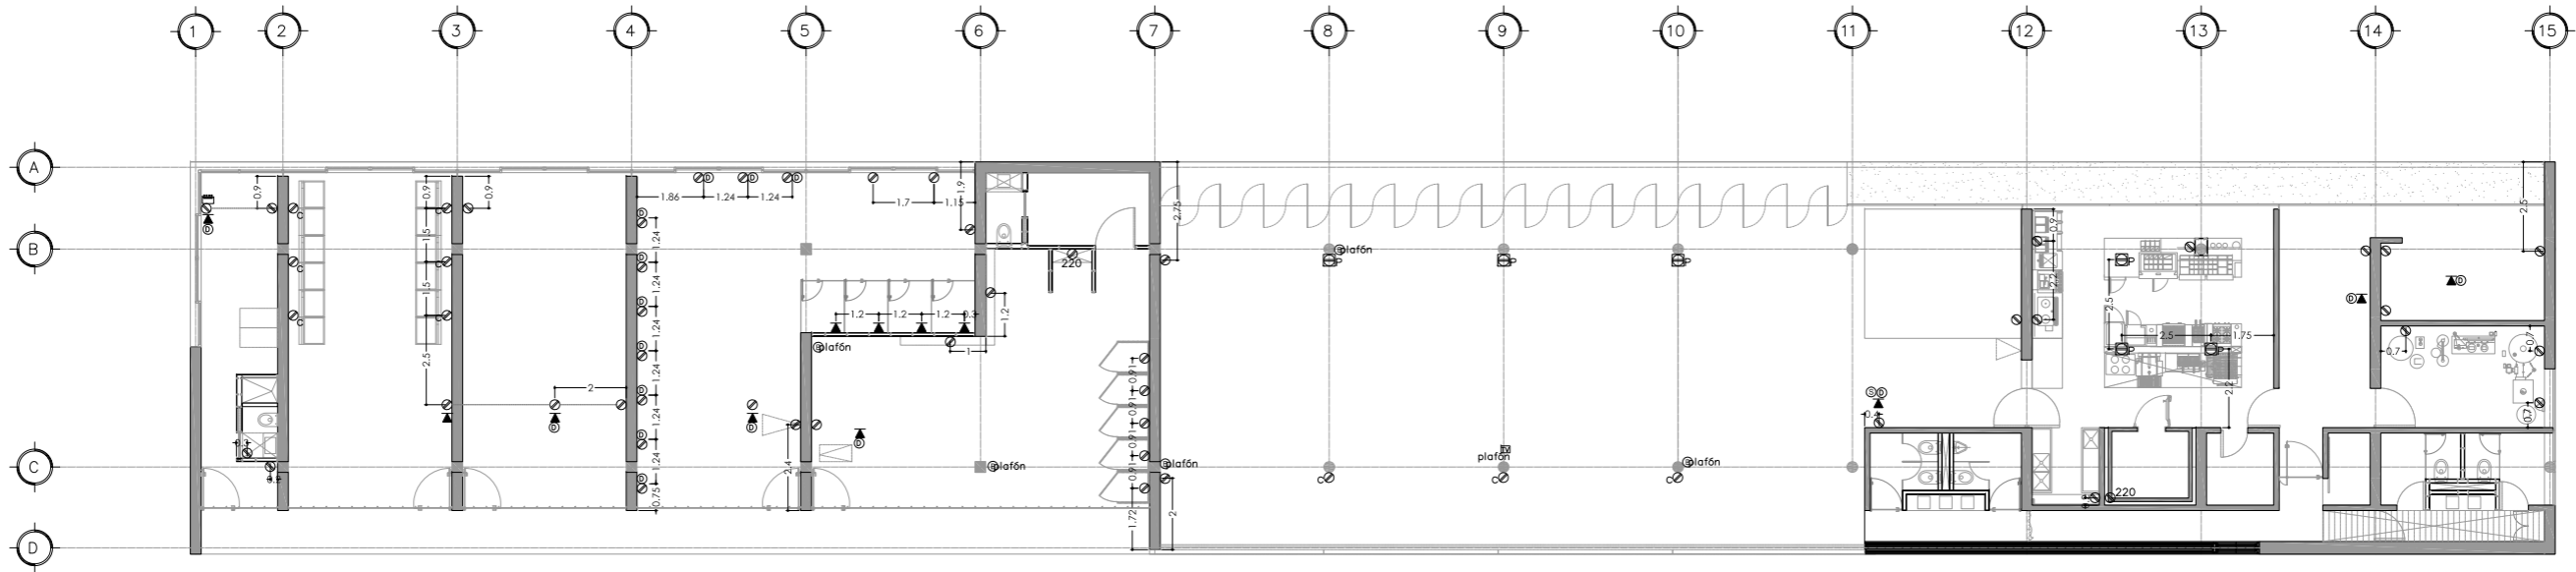 1 2 3 4 5 6 7 8 9 10 11 12 13 14 15
A
0.9 0.9 0.9 1.86 1.24 1.24 1.7 1.15 1.9 2.75 2.5
C C
B
1.5 1.24 plafón 0.9
220
C C 1.24 2.2
1.5 1.24 1.2 1.2 1.2 0.3 1.2 2.5 2.5 1.75
C C
plafón 1 0.7 0.7
2.5 1.24 0.91 2.2
2 1.24 0.91 0.4 0.7
2.4 1.24 0.91
C
plafón plafón plafón plafón
0.91
C C C
0.75 220
1.72 2
D